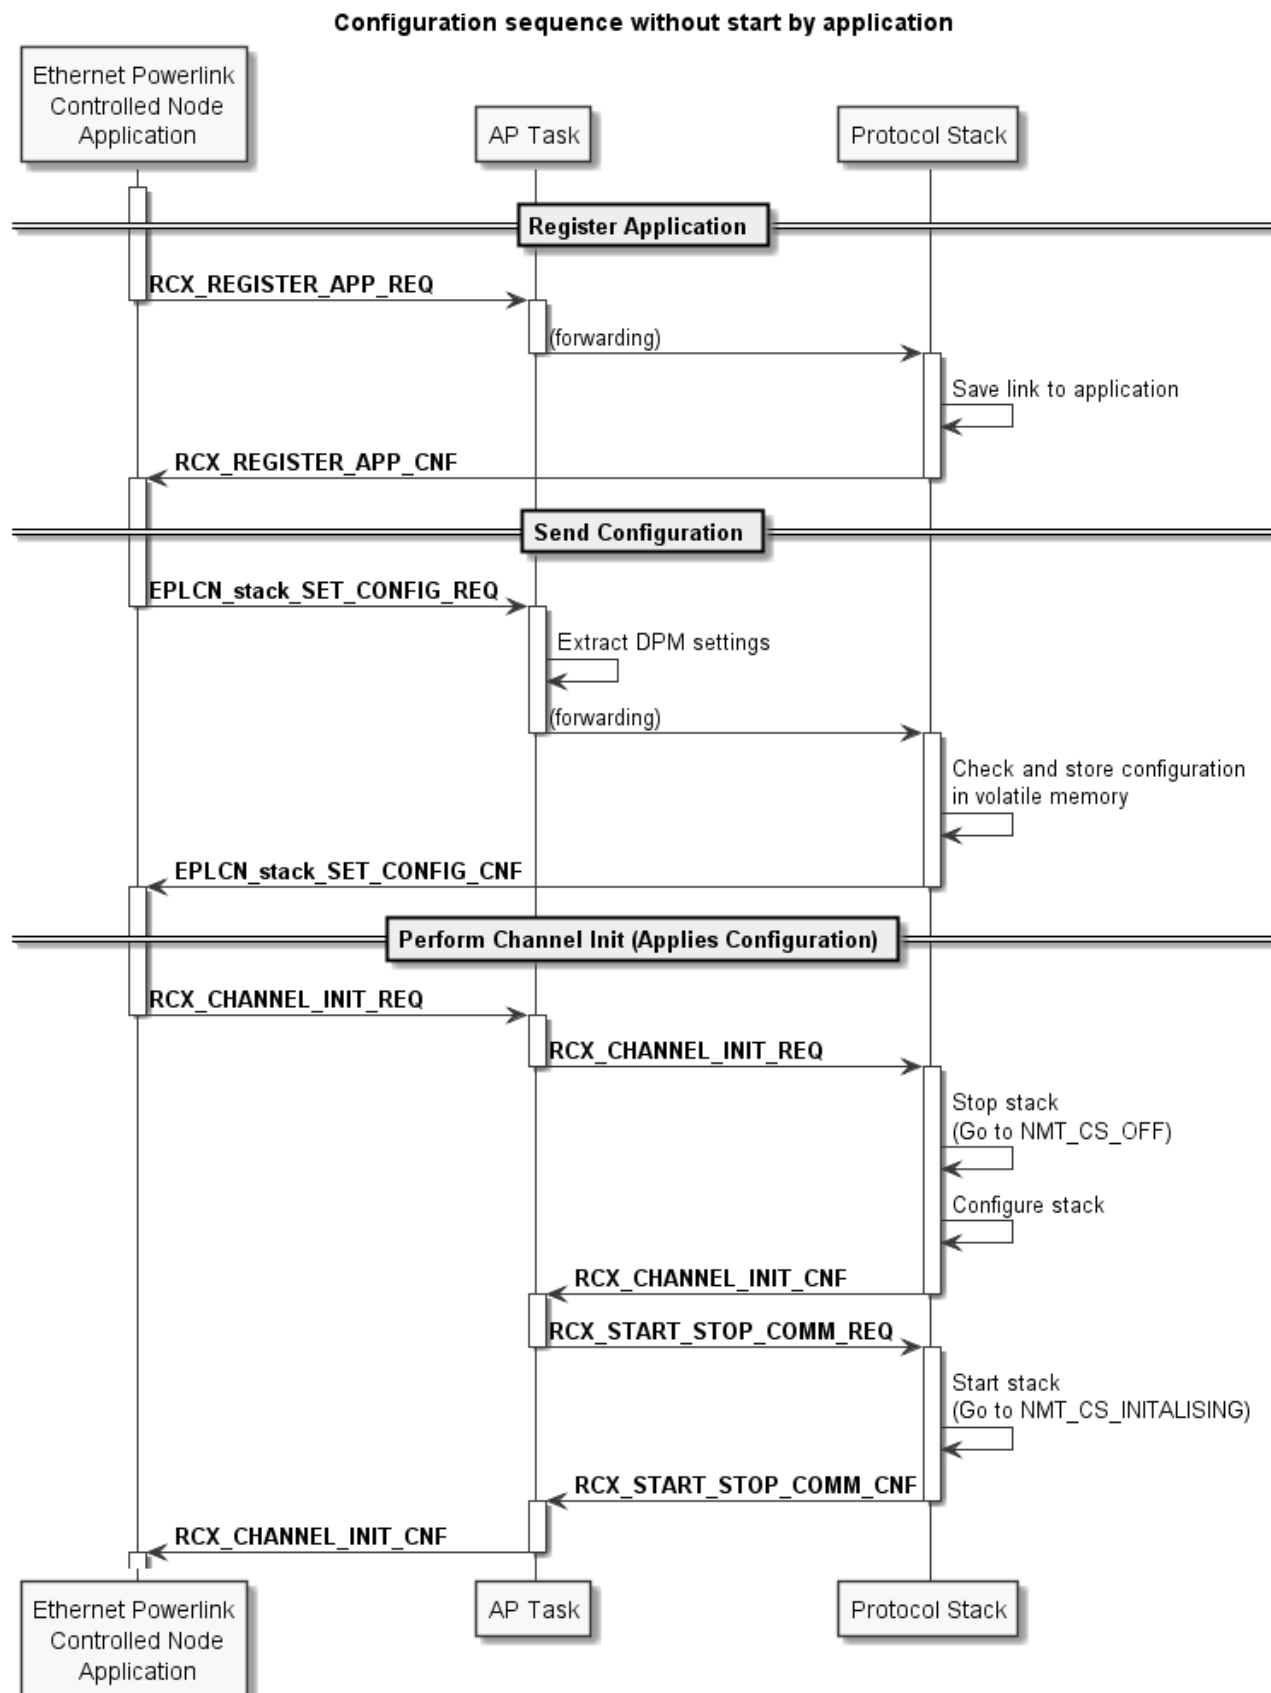 Configuration sequence without start by application
Ethernet Powerlink
Controlled Node
Application
AP Task
Protocol Stack
Register Application
RCX_REGISTER_APP_REQ
(forwarding)
Save link to application
RCX_REGISTER_APP_CNF
Send Configuration
EPLCN_stack_SET_CONFIG_REQ
Extract DPM settings
(forwarding)
Check and store configuration
in volatile memory
EPLCN_stack_SET_CONFIG_CNF
Perform Channel Init (Applies Configuration)
RCX_CHANNEL_INIT_REQ
RCX_CHANNEL_INIT_REQ
Stop stack
(Go to NMT_CS_OFF)
Configure stack
RCX_CHANNEL_INIT_CNF
RCX_START_STOP_COMM_REQ
Start stack
(Go to NMT_CS_INITALISING)
RCX_START_STOP_COMM_CNF
RCX_CHANNEL_INIT_CNF
Ethernet Powerlink
Controlled Node
Application
AP Task
Protocol Stack